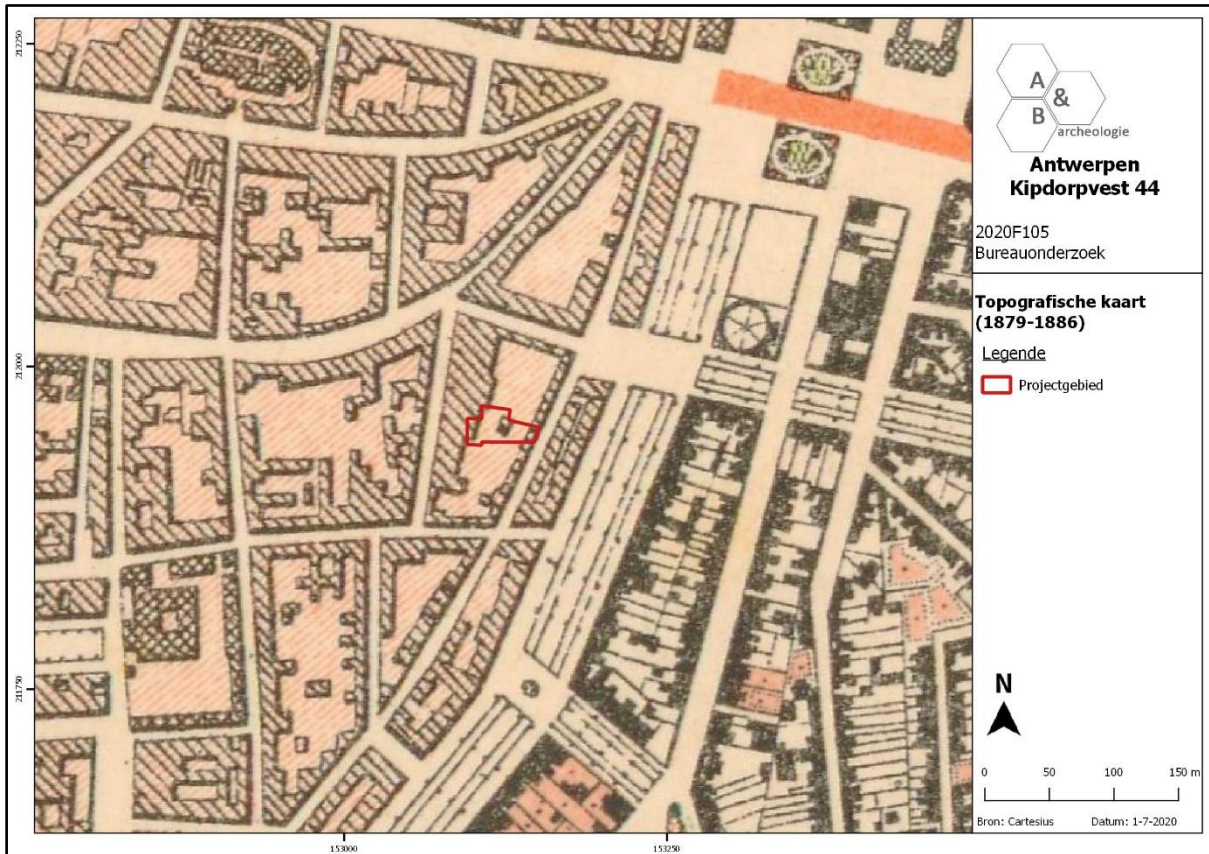 A
&
B
archeologie
Antwerpen
Kipdorpvest 44
2020F105
Bureauonderzoek
Topografische kaart
(1879-1886)
Legende
Projectgebied
N
0 50 100 150 m
Bron: Cartesius Datum: 1-7-2020
212250
212000
211750
153000 153250